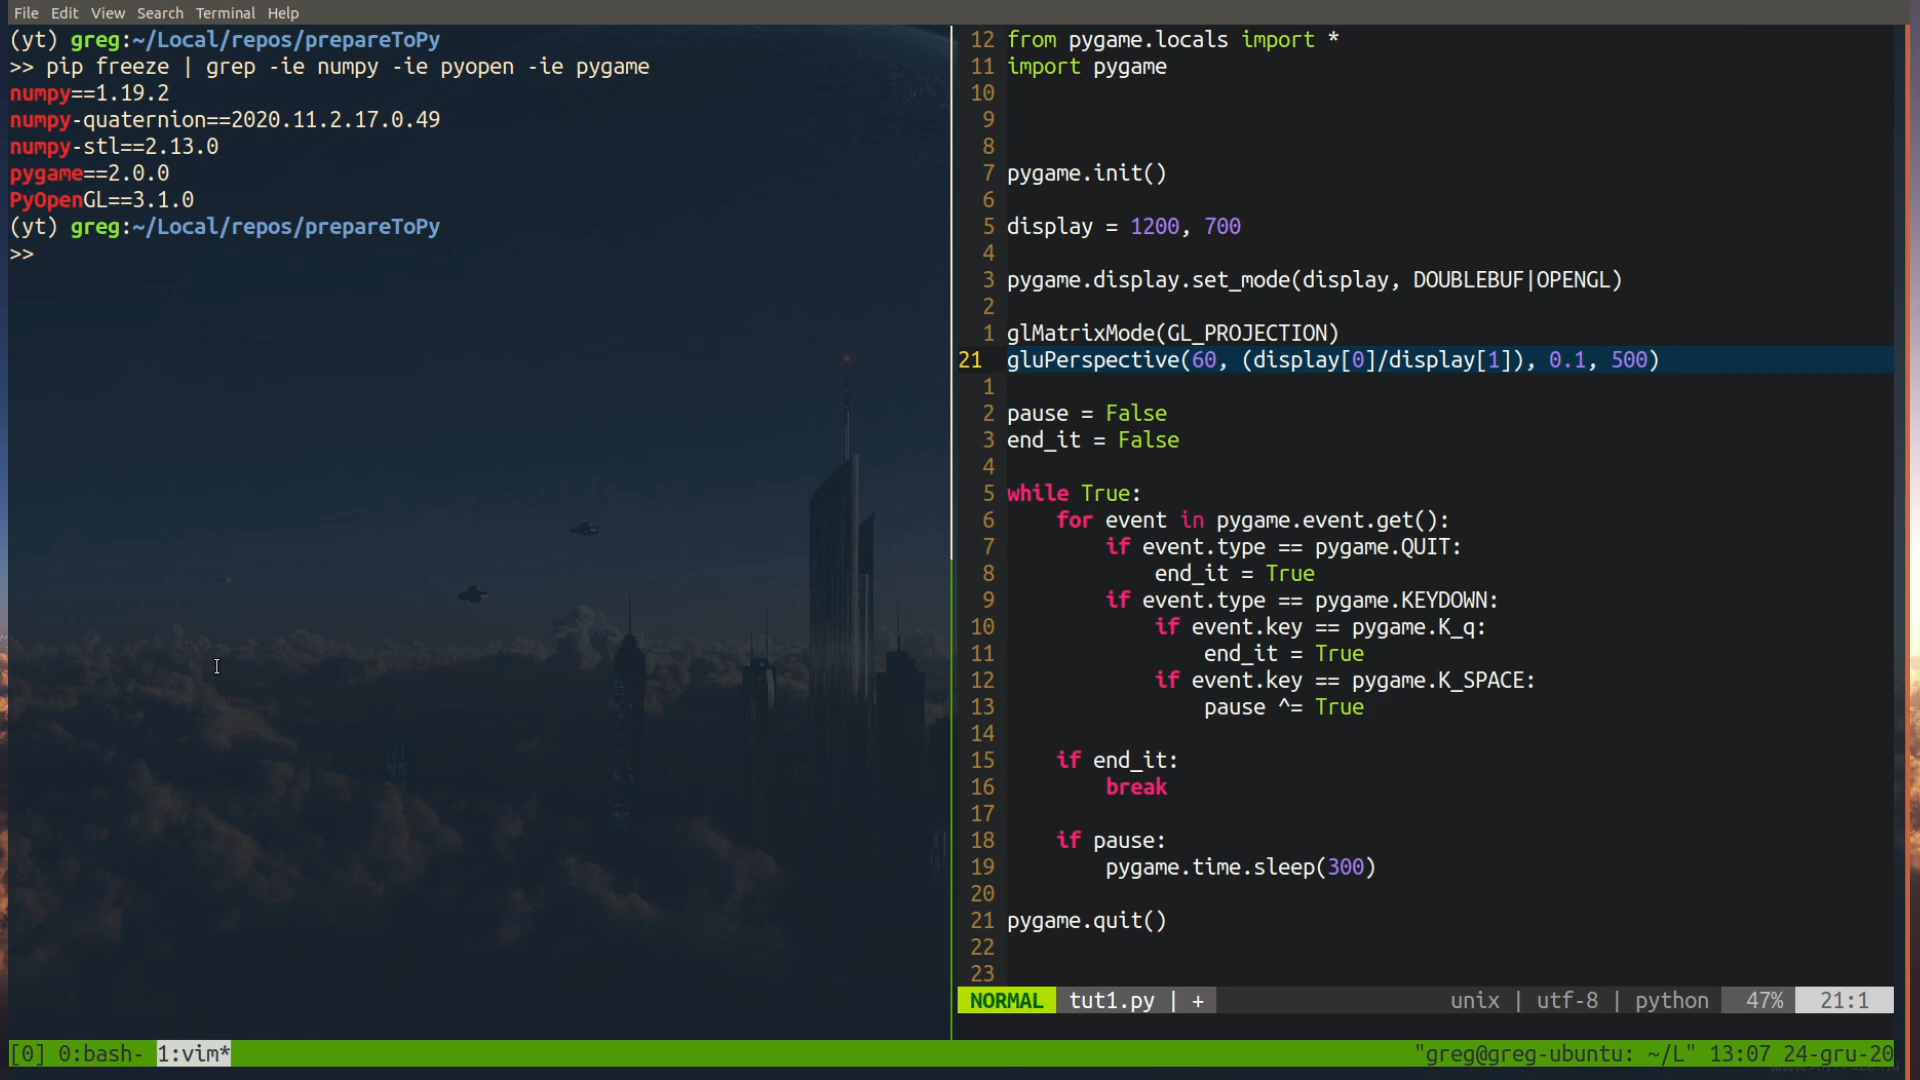 File Edit View Search Terminal Help
(yt) greg:~/Local/repos/prepareToPy
>> pip freeze | grep -ie numpy -ie pyopen -ie pygame
numpy==1.19.2
numpy-quaternion==2020.11.2.17.0.49
numpy-stl==2.13.0
pygame==2.0.0
PyOpenGL==3.1.0
(yt) greg:~/Local/repos/prepareToPy
>>
12 from pygame.locals import *
11 import pygame
10
9
8
7 pygame.init()
6
5 display = 1200, 700
4
3 pygame.display.set_mode(display, DOUBLEBUF|OPENGL)
2
1 glMatrixMode(GL_PROJECTION)
21 gluPerspective(60, (display[0]/display[1]), 0.1, 500)
1
2 pause = False
3 end_it = False
4
5 while True:
6 for event in pygame.event.get():
7 if event.type == pygame.QUIT:
8 end_it = True
9 if event.type == pygame.KEYDOWN:
10 if event.key == pygame.K_q:
11 end_it = True
12 if event.key == pygame.K_SPACE:
13 pause ^= True
14
15 if end_it:
16 break
17
18 if pause:
19 pygame.time.sleep(300)
20
21 pygame.quit()
22
23
NORMAL tut1.py | + unix | utf-8 | python 47% 21:1
[0] 0:bash- 1:vim* "greg@greg-ubuntu: ~/L" 13:07 24-gru-20